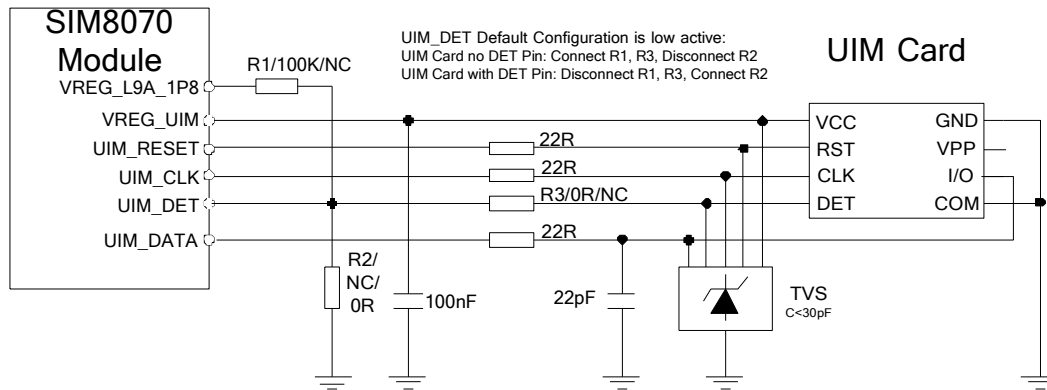 SIM8070
Module
UIM_DET Default Configuration is low active:
UIM Card no DET Pin: Connect R1, R3, Disconnect R2
UIM Card with DET Pin: Disconnect R1, R3, Connect R2
UIM Card
R1/100K/NC
VREG_L9A_1P8
VREG_UIM
VCC
GND
UIM_RESET
22R
RST
VPP
UIM_CLK
22R
CLK
I/O
UIM_DET
R3/0R/NC
DET
COM
UIM_DATA
22R
R2/
NC/
0R
100nF
22pF
TVS
C<30pF